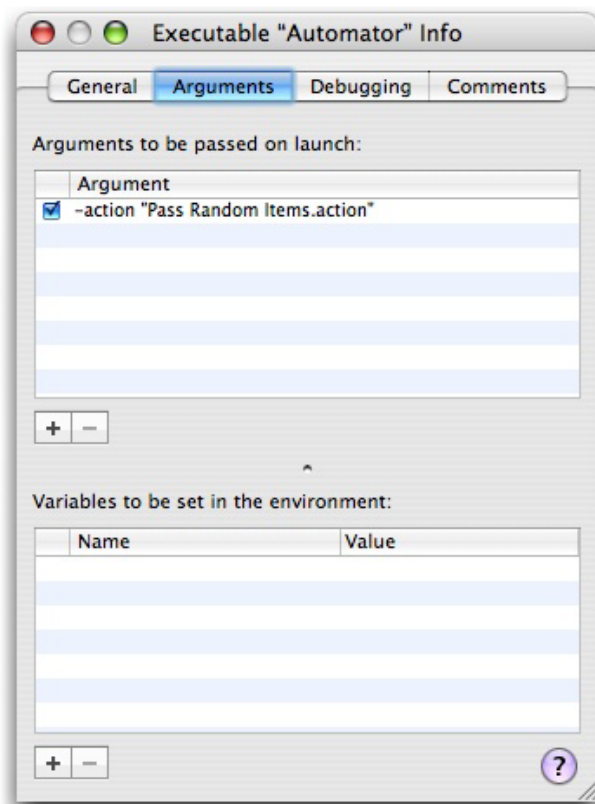 Executable “Automator” Info
General Arguments Debugging Comments
Arguments to be passed on launch:
Argument
-action "Pass Random Items.action"
+ −
Variables to be set in the environment:
Name Value
+ −
?